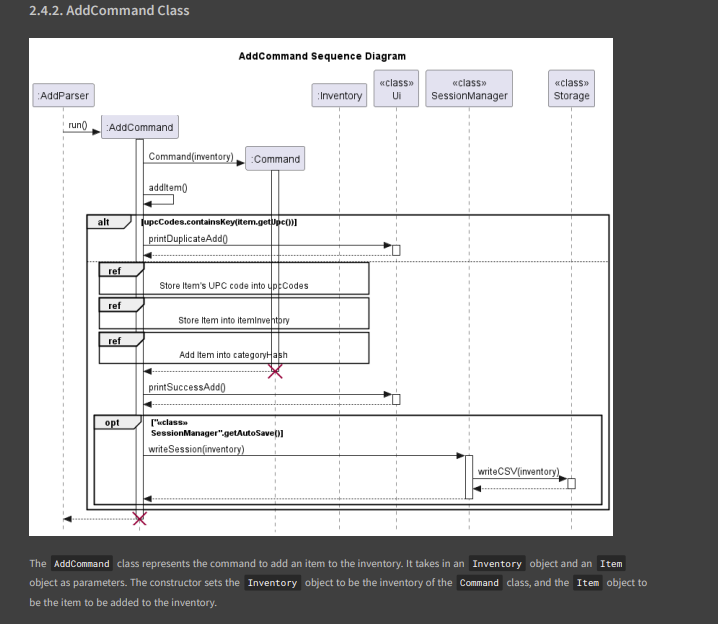 2.4.2. AddCommand Class
AddCommand Sequence Diagram
:AddParser
:Inventory
«class»
Ui
«class»
SessionManager
«class»
Storage
run()
:AddCommand
Command(inventory)
:Command
addItem()
alt
[upcCodes.containsKey(item.getUpc())]
printDuplicateAdd()
ref
Store Item's UPC code into upcCodes
ref
Store Item into itemInventory
ref
Add Item into categoryHash
printSuccessAdd()
opt
["«class»
SessionManager".getAutoSave()]
writeSession(inventory)
writeCSV(inventory)
The AddCommand class represents the command to add an item to the inventory. It takes in an Inventory object and an Item
object as parameters. The constructor sets the Inventory object to be the inventory of the Command class, and the Item object to
be the item to be added to the inventory.